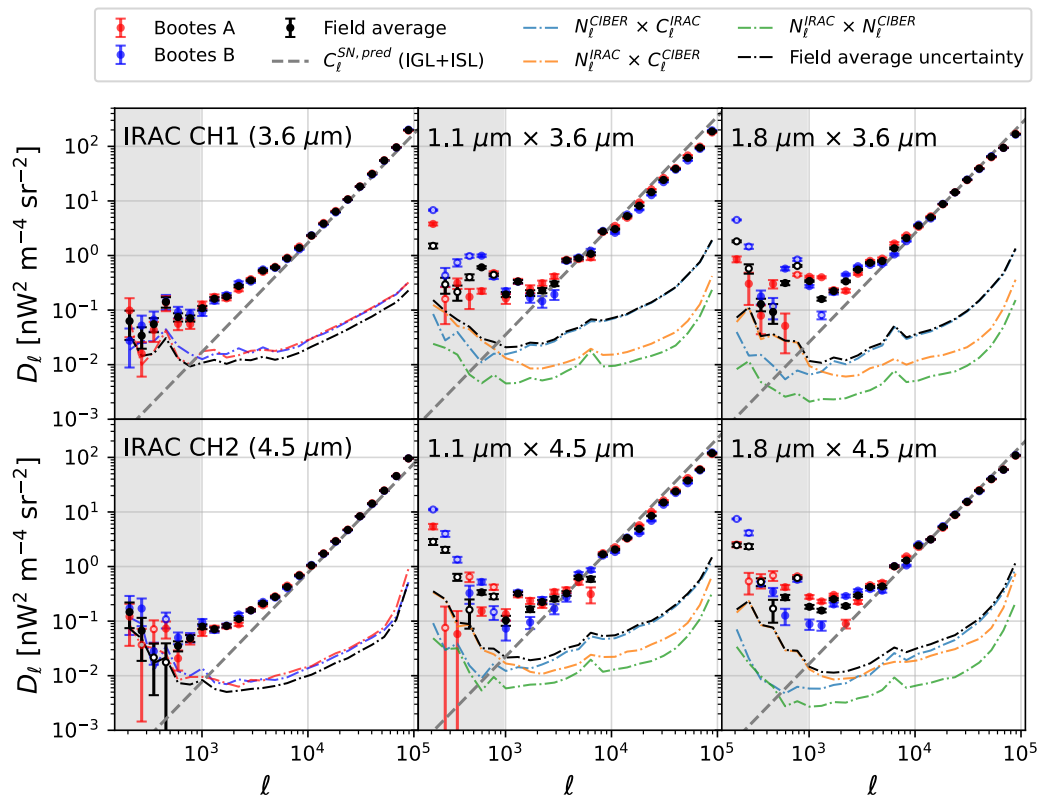 Bootes A
Bootes B
Field average
C_ℓ^{SN, pred} (IGL+ISL)
N_ℓ^{CIBER} × C_ℓ^{IRAC}
N_ℓ^{IRAC} × C_ℓ^{CIBER}
N_ℓ^{IRAC} × N_ℓ^{CIBER}
Field average uncertainty
IRAC CH1 (3.6 μm)
1.1 μm × 3.6 μm
1.8 μm × 3.6 μm
D_ℓ [nW² m⁻⁴ sr⁻²]
10²
10¹
10⁰
10⁻¹
10⁻²
10⁻³
IRAC CH2 (4.5 μm)
1.1 μm × 4.5 μm
1.8 μm × 4.5 μm
D_ℓ [nW² m⁻⁴ sr⁻²]
10²
10¹
10⁰
10⁻¹
10⁻²
10⁻³
10³ 10⁴ 10⁵ 10³ 10⁴ 10⁵ 10³ 10⁴ 10⁵
ℓ ℓ ℓ